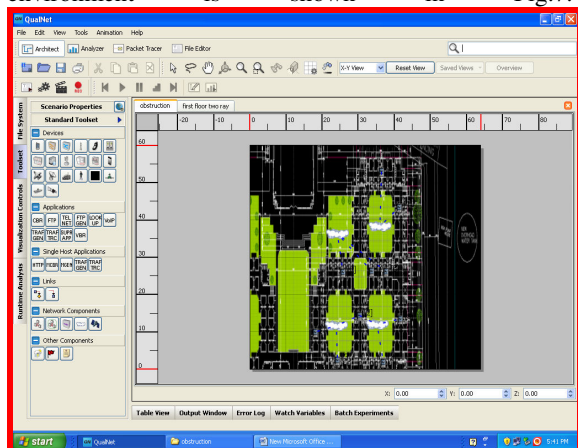 environment is shown in Fig.7.
QualNet
File Edit View Tools Animation Help
Architect Analyzer Packet Tracer File Editor
X-Y View Reset View Saved Views Overview
File System
Toolset
Visualization Controls
Runtime Analysis
Scenario Properties
Standard Toolset
Devices
Applications
CBR FTP TEL NET FTP GEN LOOK UP VoIP
TRAF GEN TRAF TRC SUPR APP VBR
Single Host Applications
HTTP MCBR MGEN TRAF GEN TRAF TRC
Links
Network Components
Other Components
obstruction first floor two ray
-20 -10 0 10 20 30 40 50 60 70 80
60
50
40
30
20
10
0
X: 0.00 Y: 0.00 Z: 0.00
Table View Output Window Error Log Watch Variables Batch Experiments
start QualNet obstruction New Microsoft Office ... 5:41 PM